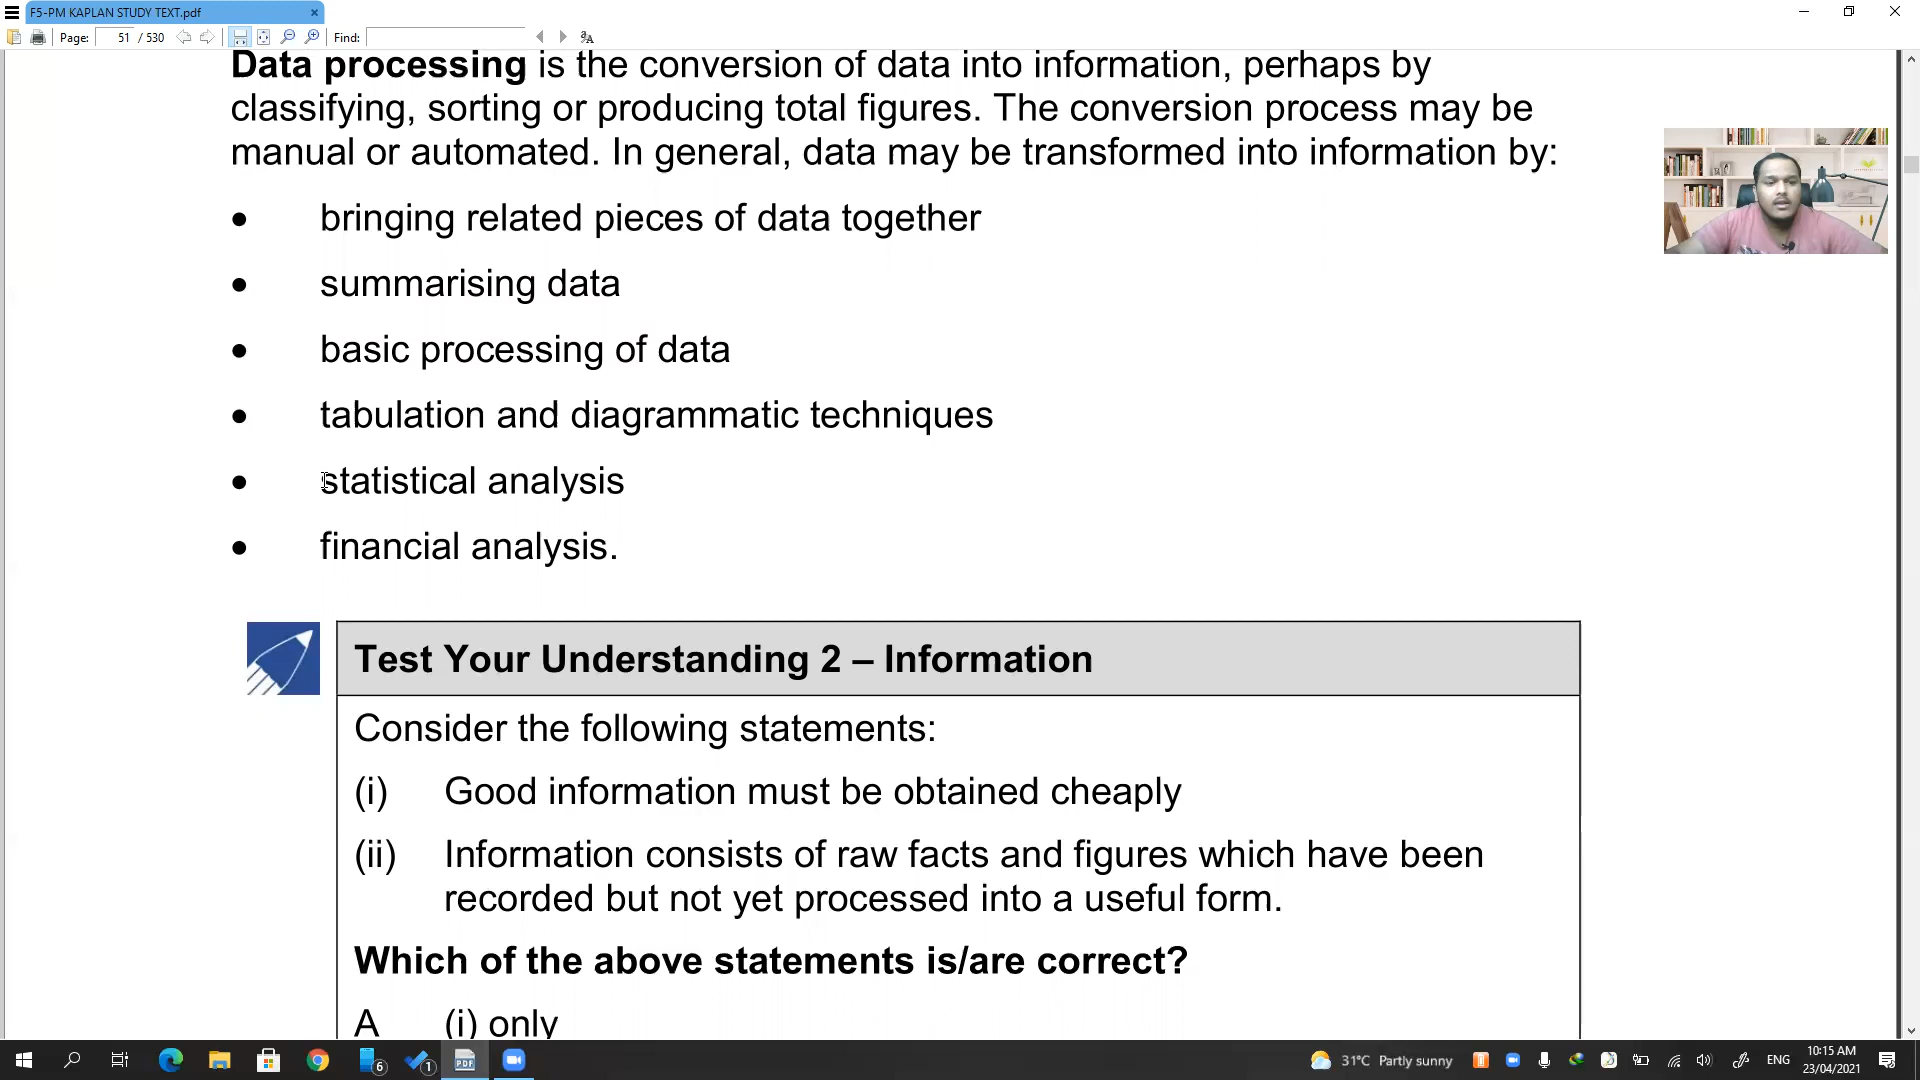 F5-PM KAPLAN STUDY TEXT.pdf
Page: 51 / 530 Find:
Data processing is the conversion of data into information, perhaps by
classifying, sorting or producing total figures. The conversion process may be
manual or automated. In general, data may be transformed into information by:
• bringing related pieces of data together
• summarising data
• basic processing of data
• tabulation and diagrammatic techniques
• statistical analysis
• financial analysis.
Test Your Understanding 2 – Information
Consider the following statements:
(i) Good information must be obtained cheaply
(ii) Information consists of raw facts and figures which have been
recorded but not yet processed into a useful form.
Which of the above statements is/are correct?
A (i) only
6
1
PDF
31°C Partly sunny
ENG
10:15 AM
23/04/2021